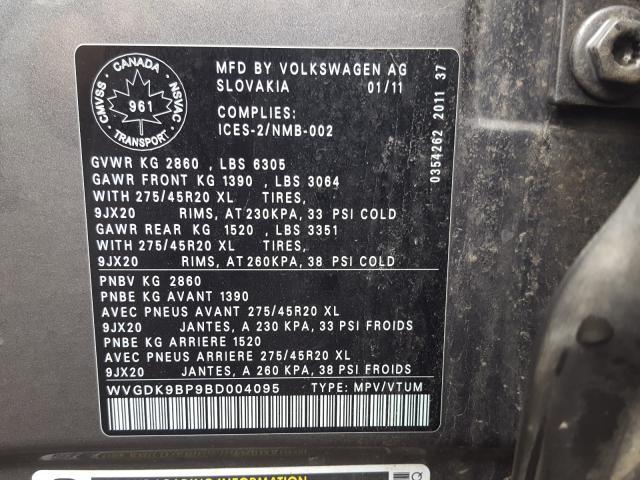 CANADA
CMVSS
NSVAC
961
TRANSPORT
MFD BY VOLKSWAGEN AG
SLOVAKIA 01/11
COMPLIES:
ICES-2/NMB-002
0354262 2011 37
GVWR KG 2860 , LBS 6305
GAWR FRONT KG 1390 , LBS 3064
WITH 275/45R20 XL TIRES,
9JX20 RIMS, AT 230KPA, 33 PSI COLD
GAWR REAR KG 1520 , LBS 3351
WITH 275/45R20 XL TIRES,
9JX20 RIMS, AT 260KPA, 38 PSI COLD
PNBV KG 2860
PNBE KG AVANT 1390
AVEC PNEUS AVANT 275/45R20 XL
9JX20 JANTES, A 230 KPA, 33 PSI FROIDS
PNBE KG ARRIERE 1520
AVEC PNEUS ARRIERE 275/45R20 XL
9JX20 JANTES, A 260 KPA, 38 PSI FROIDS
WVGDK9BP9BD004095 TYPE: MPV/VTUM
LOADING INFORMATION